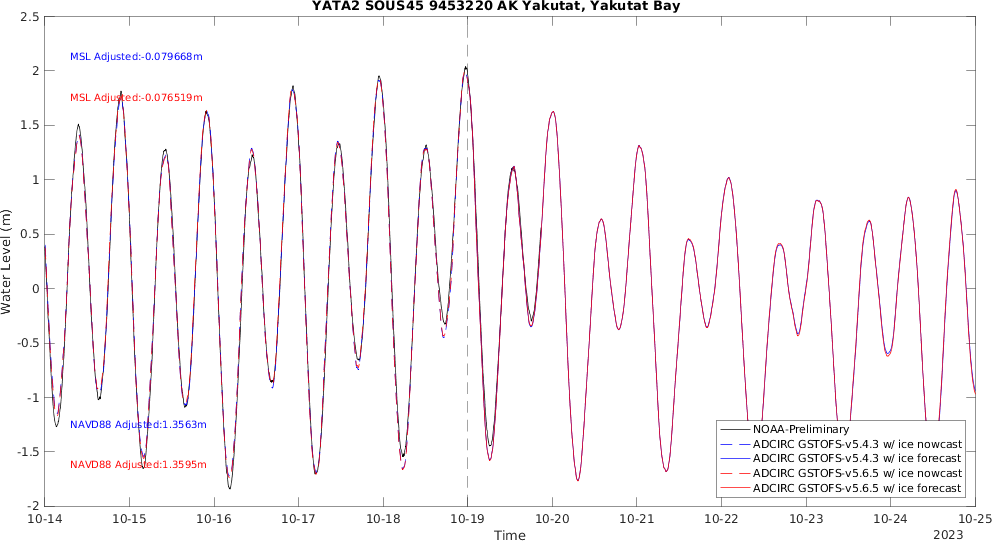 YATA2 SOUS45 9453220 AK Yakutat, Yakutat Bay
2.5
2
1.5
1
0.5
0
-0.5
-1
-1.5
-2
Water Level (m)
MSL Adjusted:-0.079668m
MSL Adjusted:-0.076519m
NAVD88 Adjusted:1.3563m
NAVD88 Adjusted:1.3595m
NOAA-Preliminary
ADCIRC GSTOFS-v5.4.3 w/ ice nowcast
ADCIRC GSTOFS-v5.4.3 w/ ice forecast
ADCIRC GSTOFS-v5.6.5 w/ ice nowcast
ADCIRC GSTOFS-v5.6.5 w/ ice forecast
10-14 10-15 10-16 10-17 10-18 10-19 10-20 10-21 10-22 10-23 10-24 10-25
Time
2023